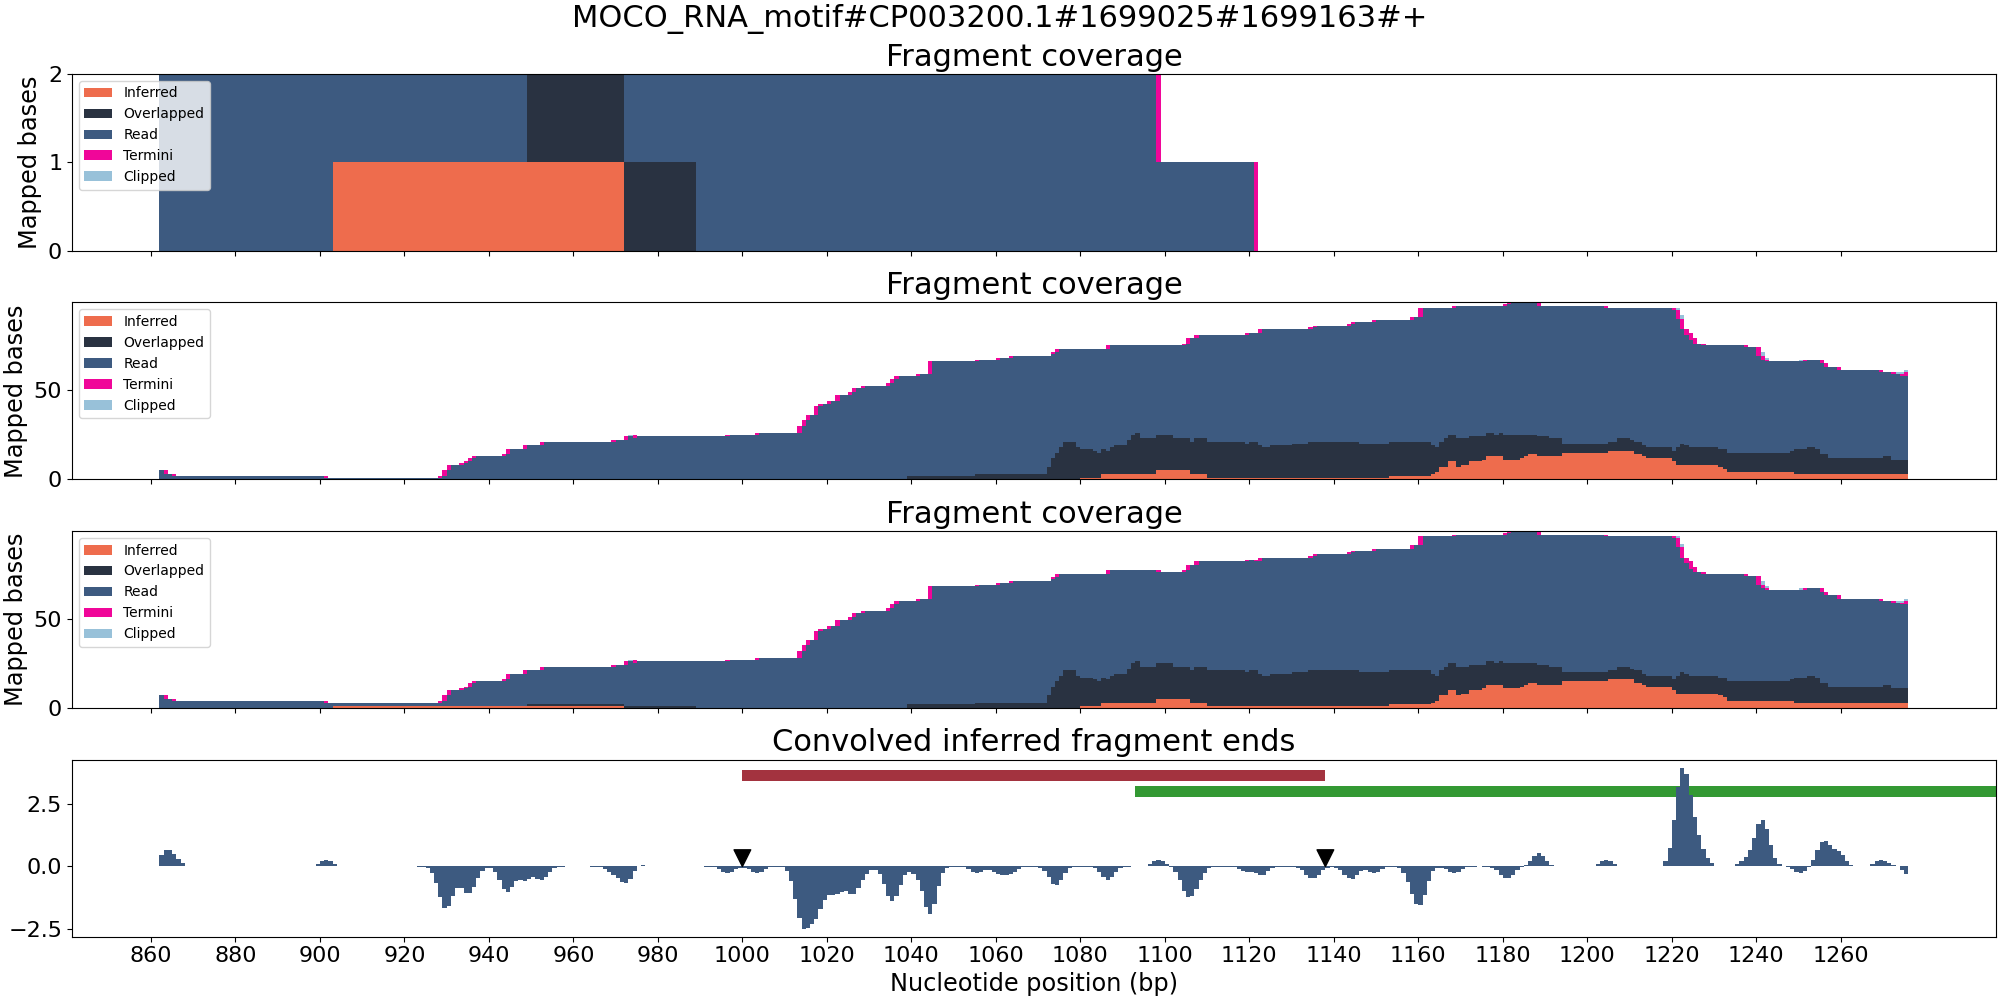 MOCO_RNA_motif#CP003200.1#1699025#1699163#+
Fragment coverage
Mapped bases
2
1
0
Inferred
Overlapped
Read
Termini
Clipped
Fragment coverage
Mapped bases
50
0
Inferred
Overlapped
Read
Termini
Clipped
Fragment coverage
Mapped bases
50
0
Inferred
Overlapped
Read
Termini
Clipped
Convolved inferred fragment ends
2.5
0.0
−2.5
860 880 900 920 940 960 980 1000 1020 1040 1060 1080 1100 1120 1140 1160 1180 1200 1220 1240 1260
Nucleotide position (bp)